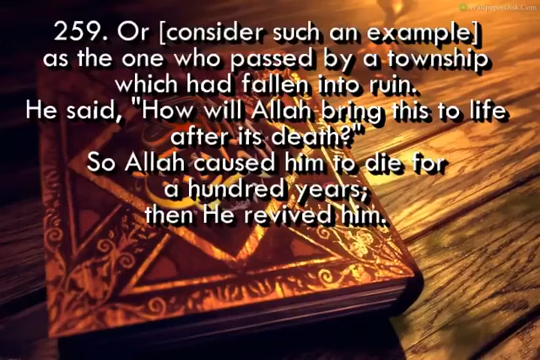 WallpapersDisk.Com
259. Or [consider such an example]
as the one who passed by a township
which had fallen into ruin.
He said, "How will Allah bring this to life
after its death?"
So Allah caused him to die for
a hundred years;
then He revived him.